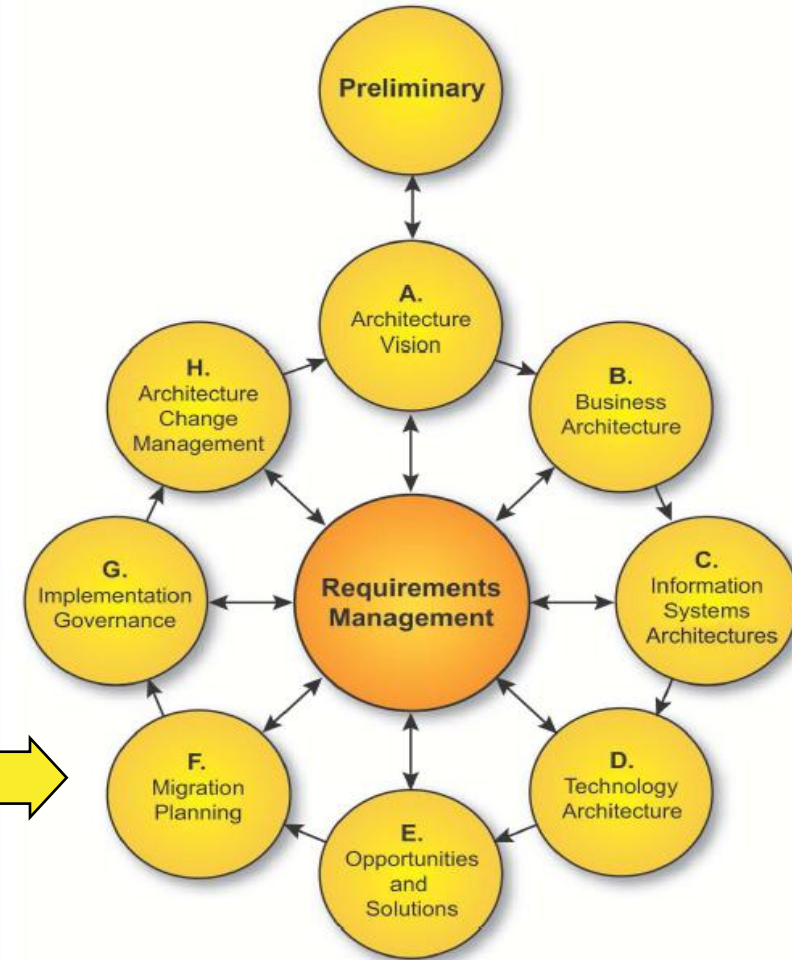 Preliminary
A.
Architecture
Vision
B.
Business
Architecture
C.
Information
Systems
Architectures
D.
Technology
Architecture
E.
Opportunities
and
Solutions
F.
Migration
Planning
G.
Implementation
Governance
H.
Architecture
Change
Management
Requirements
Management